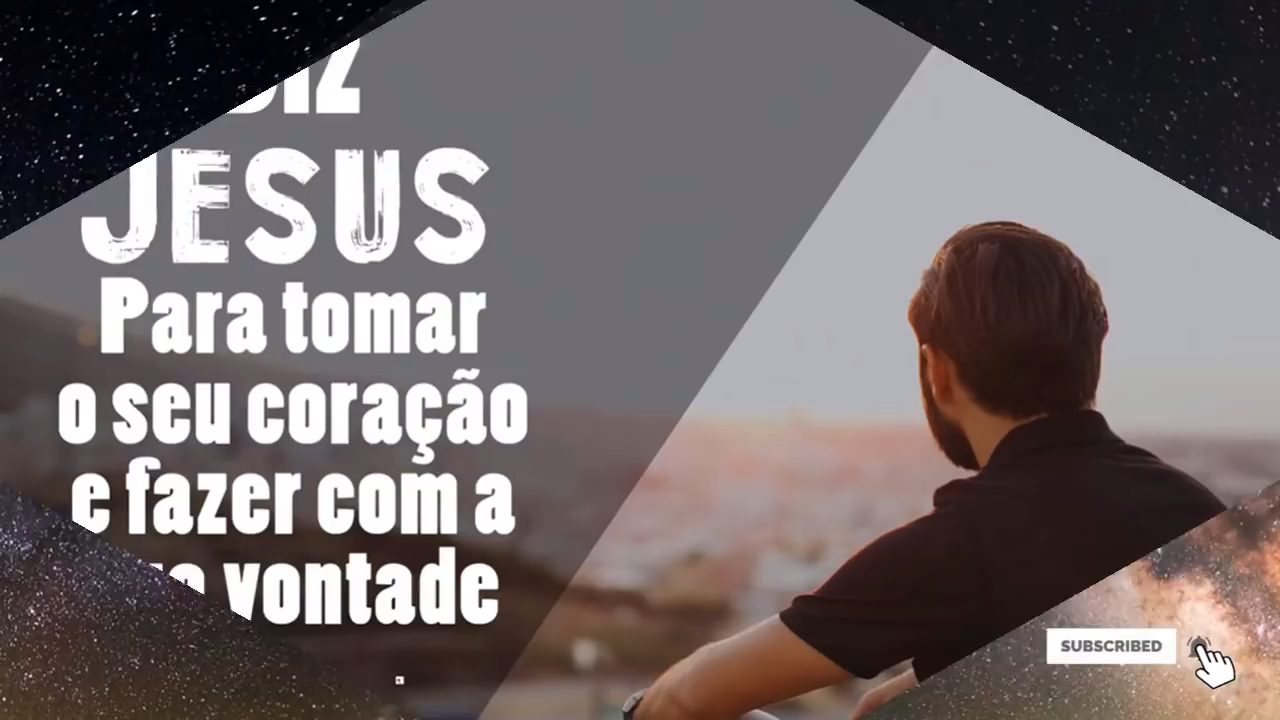 JESUS
Para tomar
o seu coração
e fazer com a
vontade
SUBSCRIBED